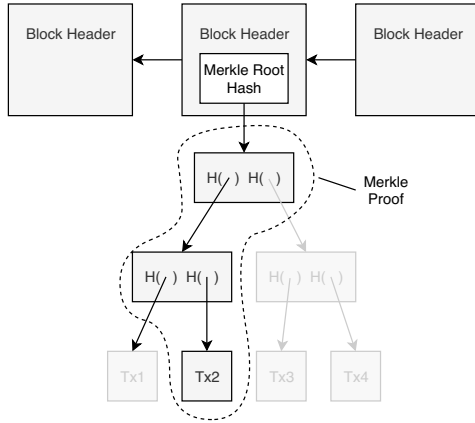 Block Header
Block Header
Block Header
Merkle Root
Hash
H( ) H( )
Merkle
Proof
H( ) H( )
H( ) H( )
Tx1
Tx2
Tx3
Tx4